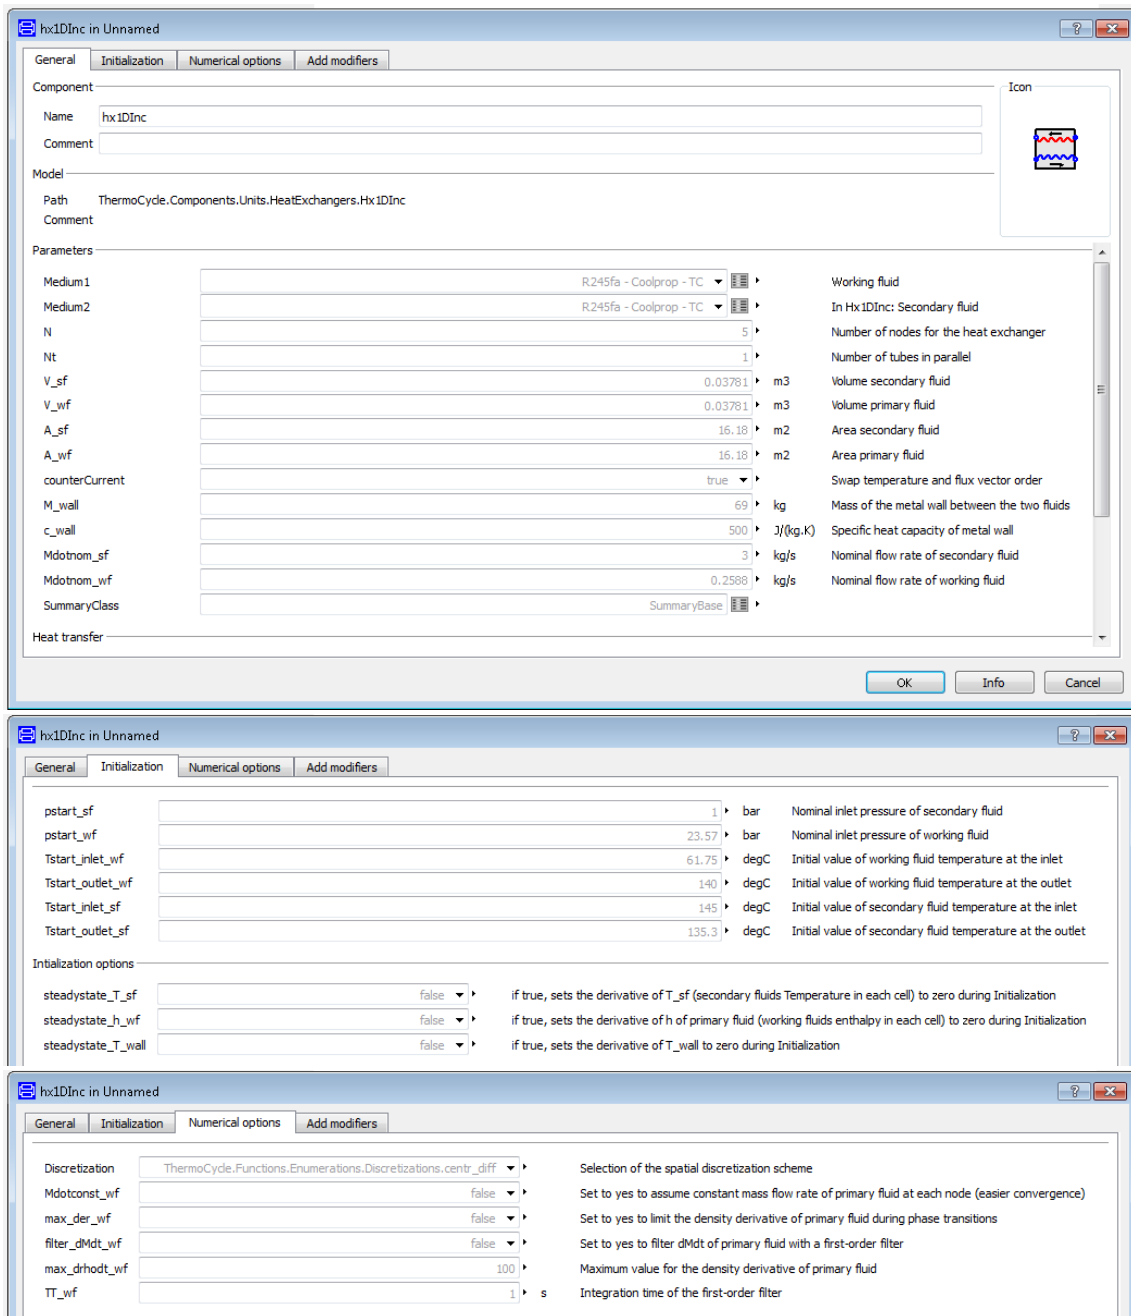 hx1DInc in Unnamed
General Initialization Numerical options Add modifiers
Component
Icon
Name hx1DInc
Comment
Model
Path ThermoCycle.Components.Units.HeatExchangers.Hx1DInc
Comment
Parameters
Medium1 R245fa - Coolprop - TC Working fluid
Medium2 R245fa - Coolprop - TC In Hx1DInc: Secondary fluid
N 5 Number of nodes for the heat exchanger
Nt 1 Number of tubes in parallel
V_sf 0.03781 m3 Volume secondary fluid
V_wf 0.03781 m3 Volume primary fluid
A_sf 16.18 m2 Area secondary fluid
A_wf 16.18 m2 Area primary fluid
counterCurrent true Swap temperature and flux vector order
M_wall 69 kg Mass of the metal wall between the two fluids
c_wall 500 J/(kg.K) Specific heat capacity of metal wall
Mdotnom_sf 3 kg/s Nominal flow rate of secondary fluid
Mdotnom_wf 0.2588 kg/s Nominal flow rate of working fluid
SummaryClass SummaryBase
Heat transfer
OK Info Cancel
hx1DInc in Unnamed
General Initialization Numerical options Add modifiers
pstart_sf 1 bar Nominal inlet pressure of secondary fluid
pstart_wf 23.57 bar Nominal inlet pressure of working fluid
Tstart_inlet_wf 61.75 degC Initial value of working fluid temperature at the inlet
Tstart_outlet_wf 140 degC Initial value of working fluid temperature at the outlet
Tstart_inlet_sf 145 degC Initial value of secondary fluid temperature at the inlet
Tstart_outlet_sf 135.3 degC Initial value of secondary fluid temperature at the outlet
Intialization options
steadystate_T_sf false if true, sets the derivative of T_sf (secondary fluids Temperature in each cell) to zero during Initialization
steadystate_h_wf false if true, sets the derivative of h of primary fluid (working fluids enthalpy in each cell) to zero during Initialization
steadystate_T_wall false if true, sets the derivative of T_wall to zero during Initialization
hx1DInc in Unnamed
General Initialization Numerical options Add modifiers
Discretization ThermoCycle.Functions.Enumerations.Discretizations.centr_diff Selection of the spatial discretization scheme
Mdotconst_wf false Set to yes to assume constant mass flow rate of primary fluid at each node (easier convergence)
max_der_wf false Set to yes to limit the density derivative of primary fluid during phase transitions
filter_dMdt_wf false Set to yes to filter dMdt of primary fluid with a first-order filter
max_drhodt_wf 100 Maximum value for the density derivative of primary fluid
TT_wf 1 s Integration time of the first-order filter